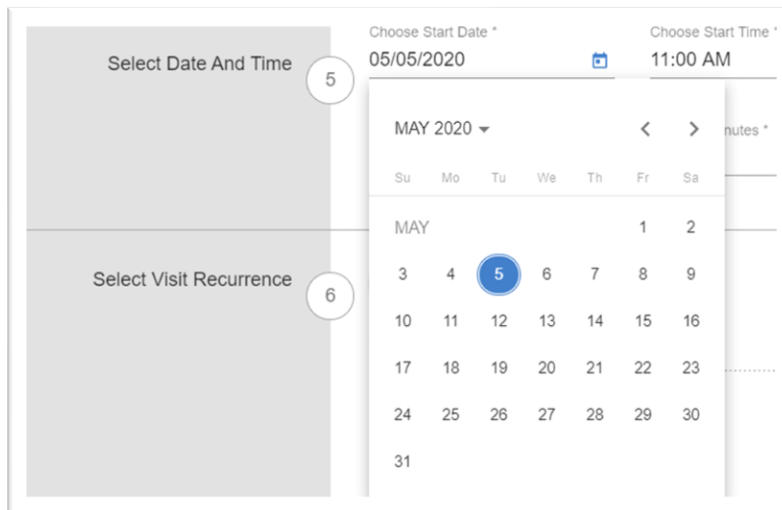 Choose Start Date *
Choose Start Time *
Select Date And Time
5
05/05/2020
11:00 AM
MAY 2020
Su Mo Tu We Th Fr Sa
MAY 1 2
3 4 5 6 7 8 9
10 11 12 13 14 15 16
17 18 19 20 21 22 23
24 25 26 27 28 29 30
31
Select Visit Recurrence
6